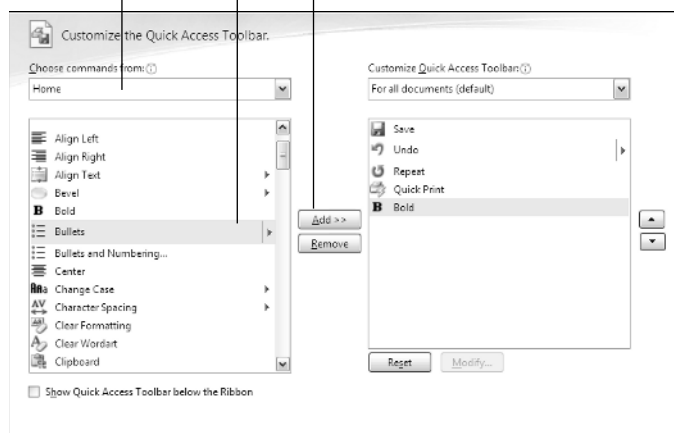 Customize the Quick Access Toolbar.
Choose commands from:
Customize Quick Access Toolbar:
Home
For all documents (default)
Align Left
Align Right
Align Text
Bevel
Bold
Bullets
Bullets and Numbering...
Center
Change Case
Character Spacing
Clear Formatting
Clear Wordart
Clipboard
Add >>
Remove
Save
Undo
Repeat
Quick Print
Bold
Reset
Modify...
Show Quick Access Toolbar below the Ribbon